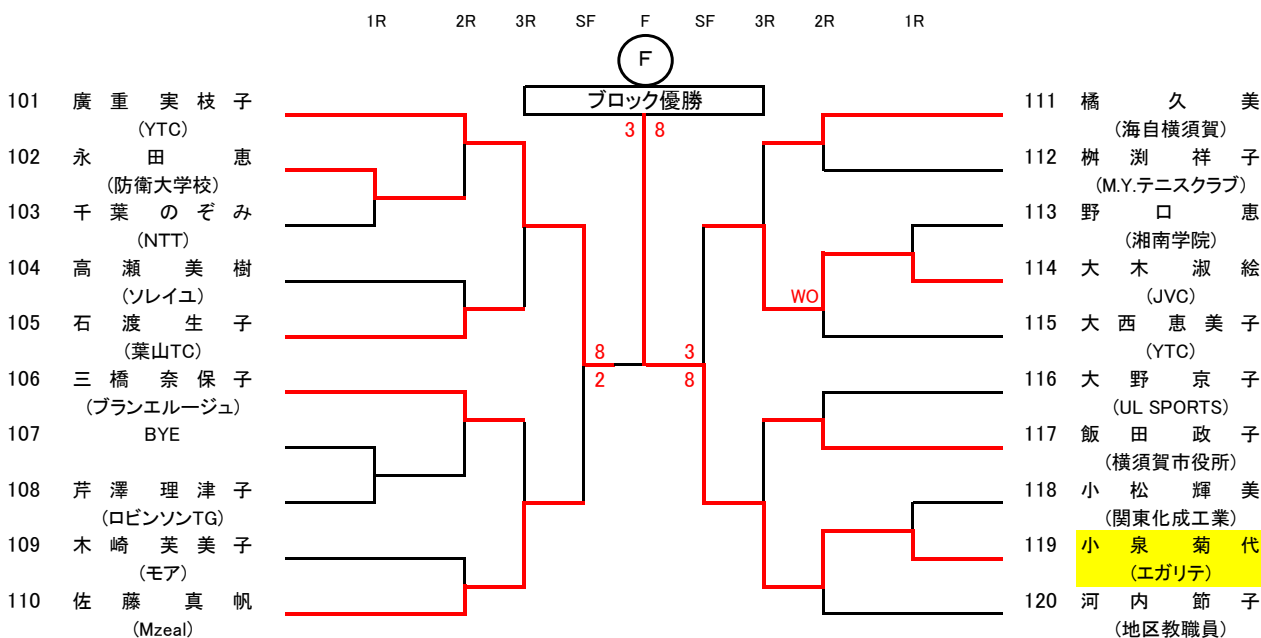 1R 2R 3R SF F SF 3R 2R 1R
F
ブロック優勝
3 8
101 廣重 実枝子
(YTC)
102 永田 恵
(防衛大学校)
103 千葉 のぞみ
(NTT)
104 高瀬 美樹
(ソレイユ)
105 石渡 生子
(葉山TC)
106 三橋 奈保子
(ブランエルージュ)
107 BYE
108 芹澤 理津子
(ロビンソンTG)
109 木崎 芙美子
(モア)
110 佐藤 真帆
(Mzeal)
8
2
3
8
WO
111 橘 久美
(海自横須賀)
112 桝渕 祥子
(M.Y.テニスクラブ)
113 野口 恵
(湘南学院)
114 大木 淑絵
(JVC)
115 大西 恵美子
(YTC)
116 大野 京子
(UL SPORTS)
117 飯田 政子
(横須賀市役所)
118 小松 輝美
(関東化成工業)
119 小泉 菊代
(エガリテ)
120 河内 節子
(地区教職員)